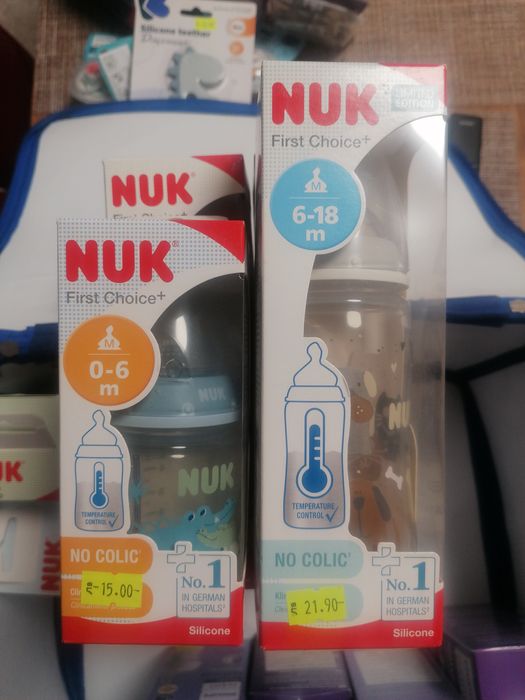 Silicone teether
NUK
First Choice+
NUK
First Choice+
M
0-6
m
NUK
NUK
TEMPERATURE
CONTROL
NO COLIC
15.00-
No.1
IN GERMAN
HOSPITALS
Silicone
NUK
LIMITED
EDITION
First Choice+
M
6-18
m
TEMPERATURE
CONTROL
NO COLIC
21.90-
No.1
IN GERMAN
HOSPITALS
Silicone
NUK